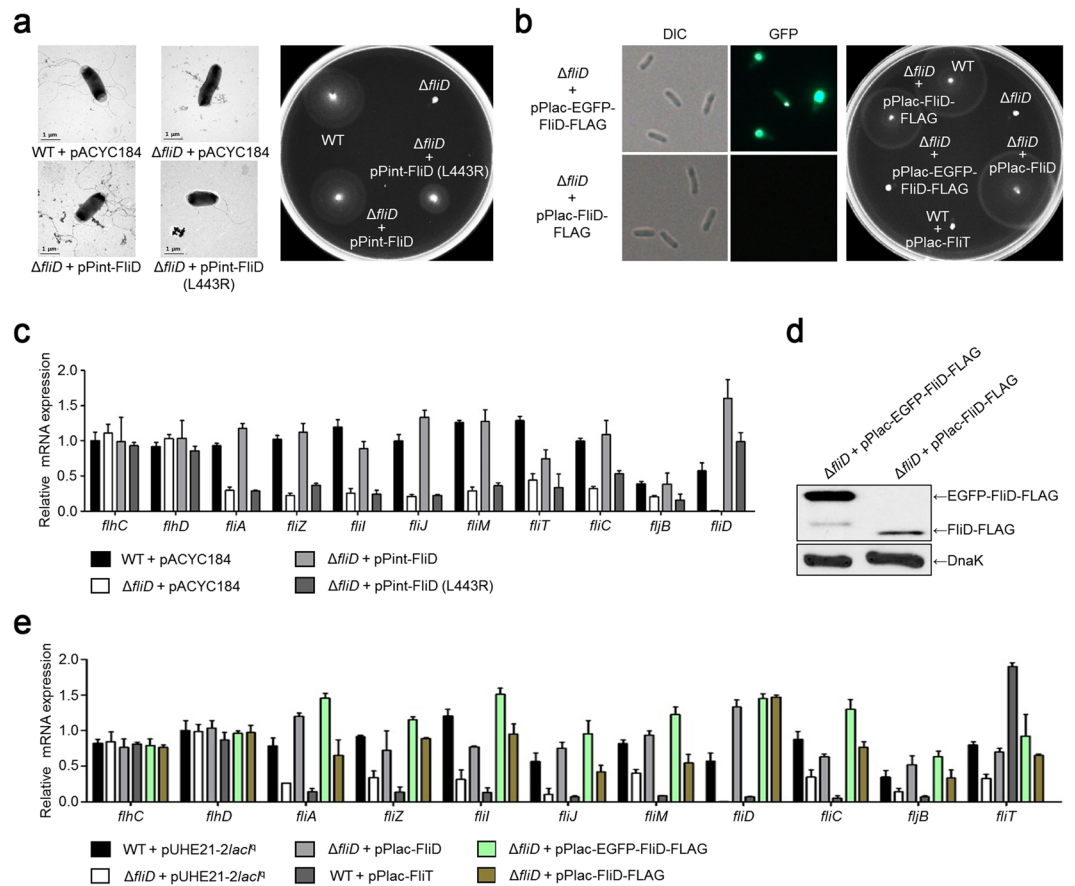 a
1 μm
WT + pACYC184
1 μm
ΔfliD + pACYC184
1 μm
ΔfliD + pPint-FliD
1 μm
ΔfliD + pPint-FliD
(L443R)
WT
ΔfliD
ΔfliD
+
pPint-FliD (L443R)
ΔfliD
+
pPint-FliD
b
DIC
GFP
ΔfliD
+
pPlac-EGFP-
FliD-FLAG
ΔfliD
+
pPlac-FliD-
FLAG
WT
ΔfliD
+
pPlac-FliD-
FLAG
ΔfliD
ΔfliD
+
pPlac-EGFP-
FliD-FLAG
ΔfliD
+
pPlac-FliD
WT
+
pPlac-FliT
c
Relative mRNA expression
2.0
1.5
1.0
0.5
0.0
flhC flhD fliA fliZ fliI fliJ fliM fliT fliC fljB fliD
WT + pACYC184
ΔfliD + pACYC184
ΔfliD + pPint-FliD
ΔfliD + pPint-FliD (L443R)
d
ΔfliD + pPlac-EGFP-FliD-FLAG
ΔfliD + pPlac-FliD-FLAG
←EGFP-FliD-FLAG
←FliD-FLAG
←DnaK
e
Relative mRNA expression
2.0
1.5
1.0
0.5
0.0
flhC flhD fliA fliZ fliI fliJ fliM fliD fliC fljB fliT
WT + pUHE21-2lacIq
ΔfliD + pUHE21-2lacIq
ΔfliD + pPlac-FliD
WT + pPlac-FliT
ΔfliD + pPlac-EGFP-FliD-FLAG
ΔfliD + pPlac-FliD-FLAG